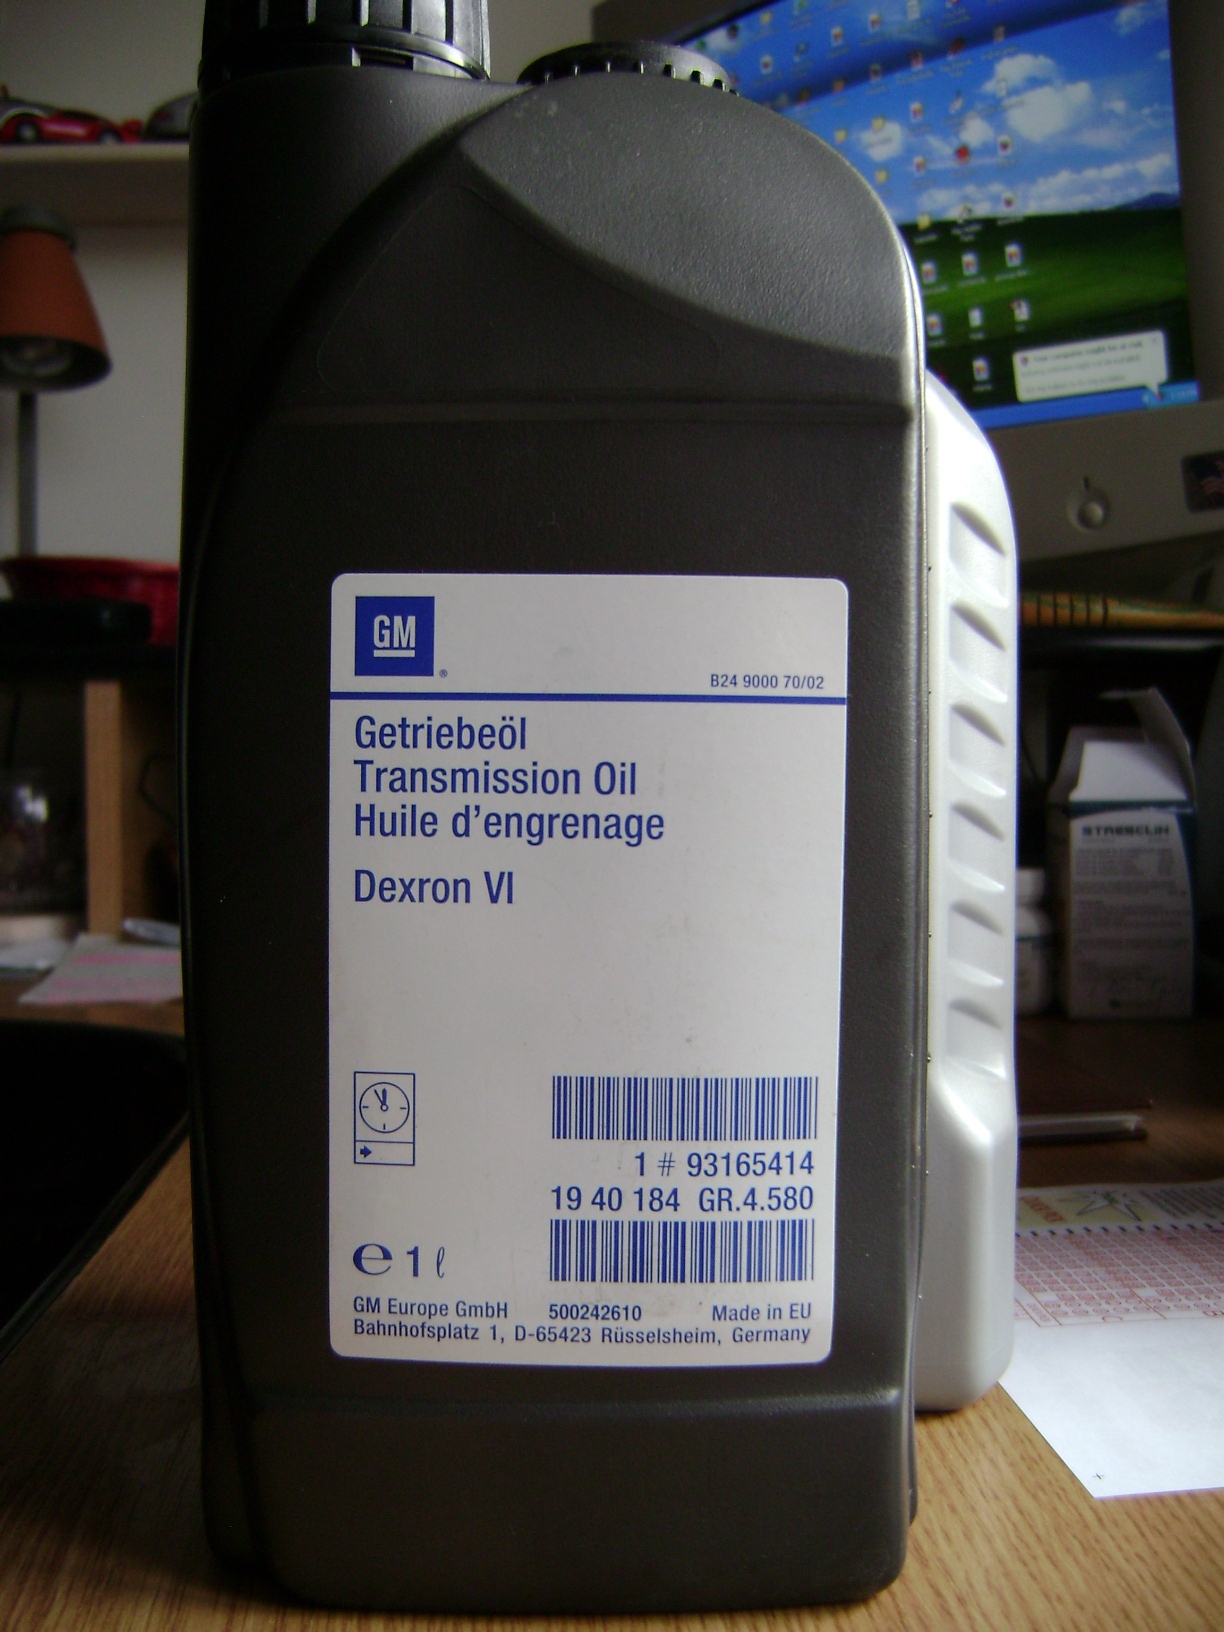 GM
®
B24 9000 70/02
Getriebeöl
Transmission Oil
Huile d'engrenage
Dexron VI
1 # 93165414
19 40 184 GR.4.580
e 1 ℓ
GM Europe GmbH 500242610 Made in EU
Bahnhofsplatz 1, D-65423 Rüsselsheim, Germany
STRESCLIN